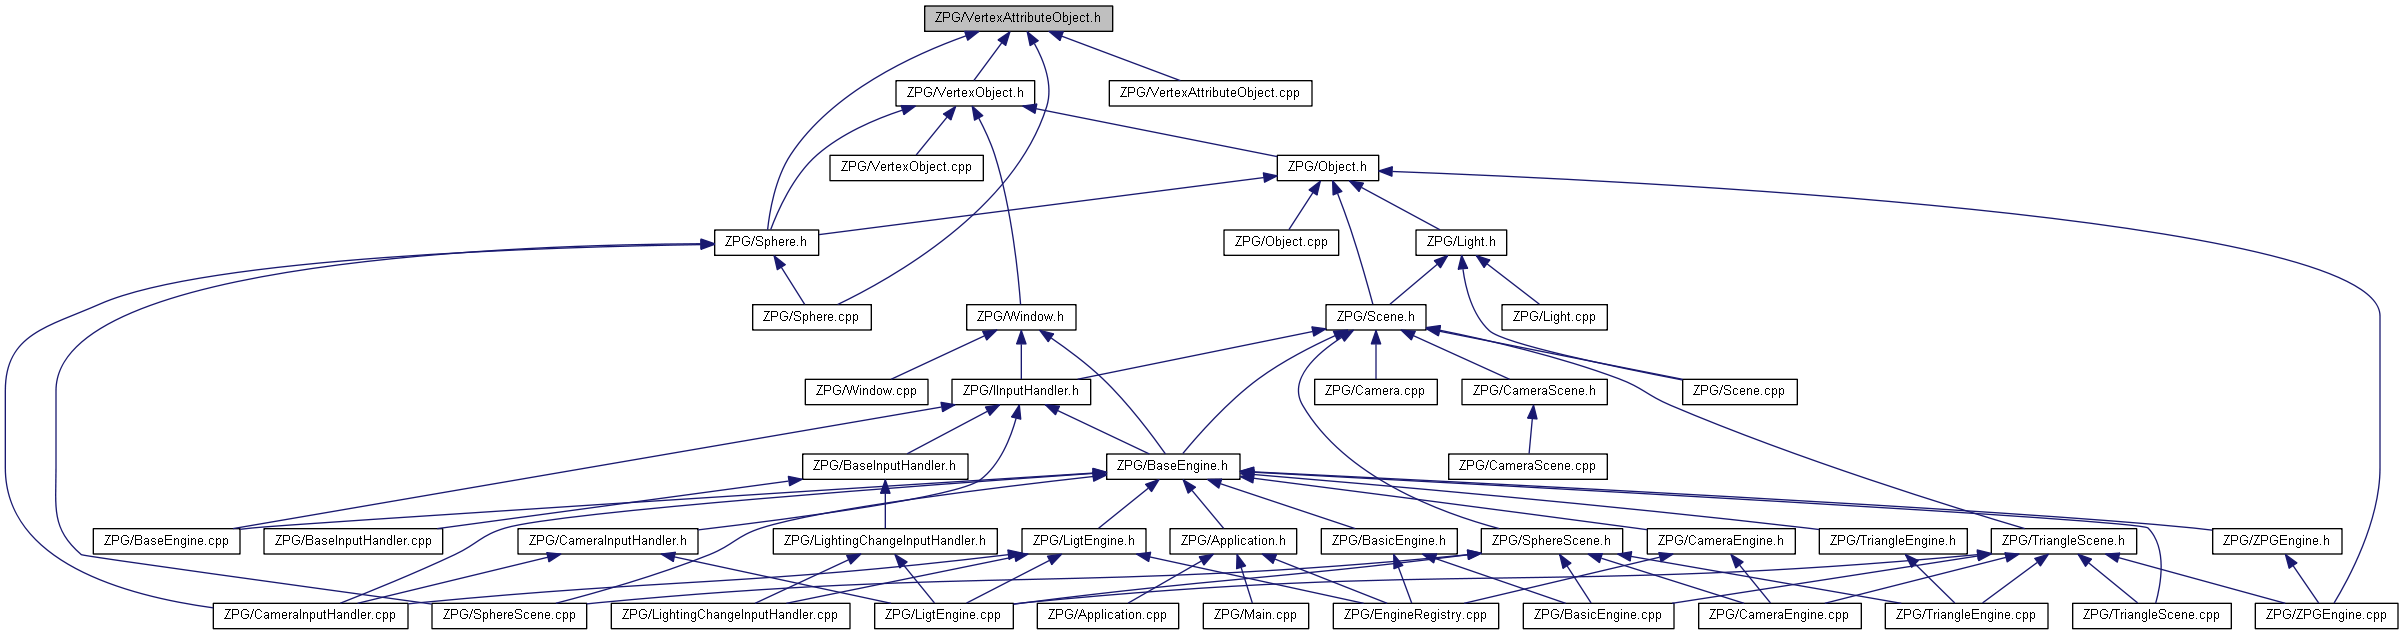 ZPG/VertexAttributeObject.h
ZPG/VertexObject.h
ZPG/VertexAttributeObject.cpp
ZPG/VertexObject.cpp
ZPG/Object.h
ZPG/Sphere.h
ZPG/Object.cpp
ZPG/Light.h
ZPG/Sphere.cpp
ZPG/Window.h
ZPG/Scene.h
ZPG/Light.cpp
ZPG/Window.cpp
ZPG/IInputHandler.h
ZPG/Camera.cpp
ZPG/CameraScene.h
ZPG/Scene.cpp
ZPG/BaseInputHandler.h
ZPG/BaseEngine.h
ZPG/CameraScene.cpp
ZPG/BaseEngine.cpp
ZPG/BaseInputHandler.cpp
ZPG/CameraInputHandler.h
ZPG/LightingChangeInputHandler.h
ZPG/LigtEngine.h
ZPG/Application.h
ZPG/BasicEngine.h
ZPG/SphereScene.h
ZPG/CameraEngine.h
ZPG/TriangleEngine.h
ZPG/TriangleScene.h
ZPG/ZPGEngine.h
ZPG/CameraInputHandler.cpp
ZPG/SphereScene.cpp
ZPG/LightingChangeInputHandler.cpp
ZPG/LigtEngine.cpp
ZPG/Application.cpp
ZPG/Main.cpp
ZPG/EngineRegistry.cpp
ZPG/BasicEngine.cpp
ZPG/CameraEngine.cpp
ZPG/TriangleEngine.cpp
ZPG/TriangleScene.cpp
ZPG/ZPGEngine.cpp